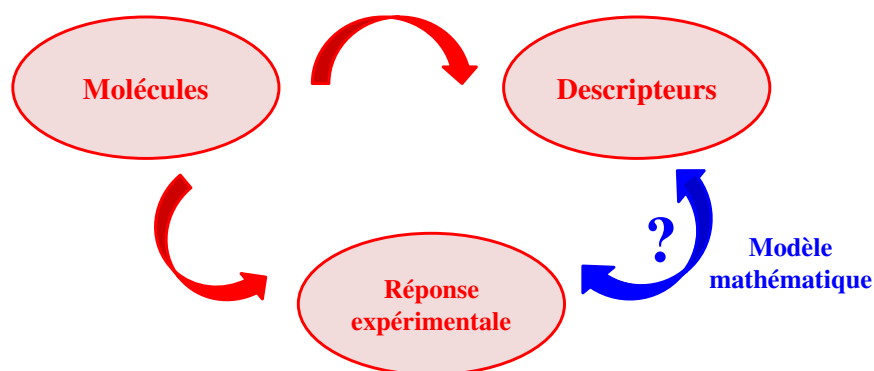 Molécules
Descripteurs
?
Modèle
mathématique
Réponse
expérimentale